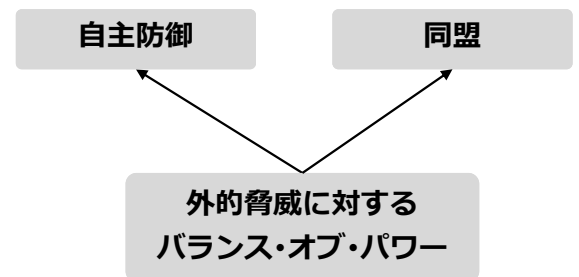 自主防御
同盟
外的脅威に対する
バランス・オブ・パワー